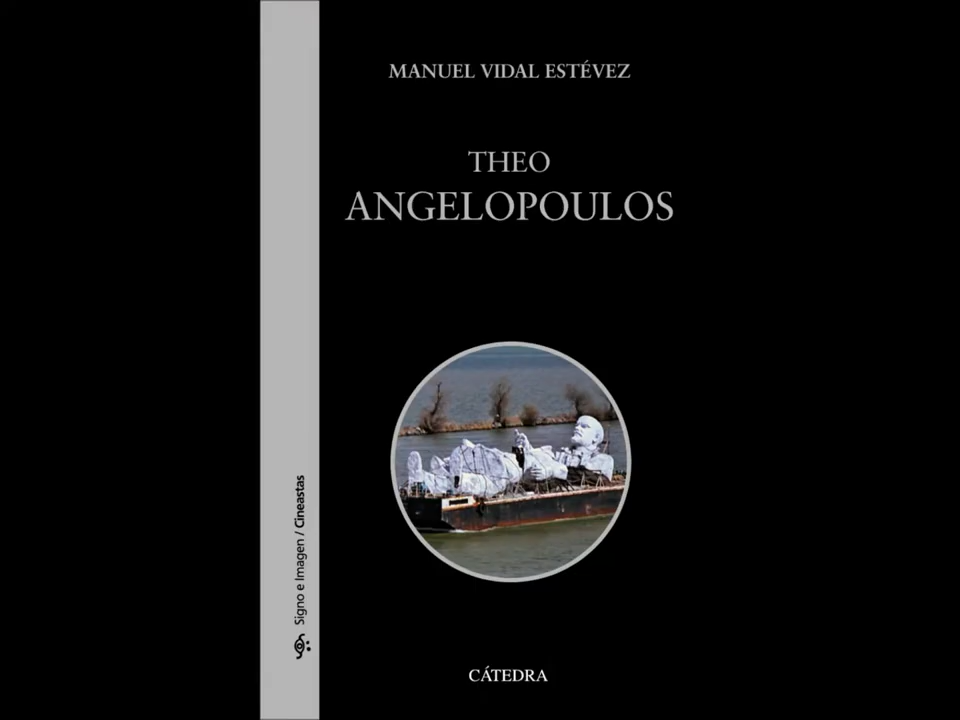 MANUEL VIDAL ESTÉVEZ
THEO
ANGELOPOULOS
Signo e Imagen / Cineastas
CÁTEDRA